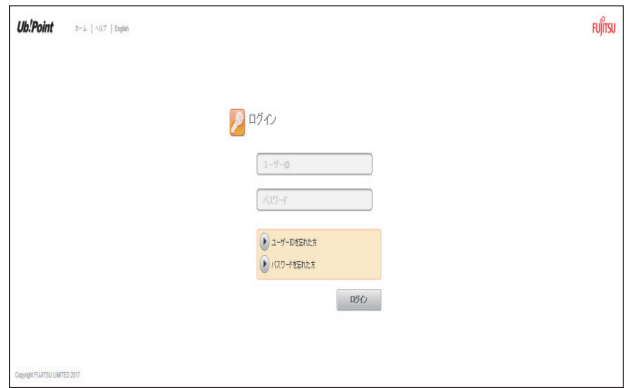 Ub!Point ホーム | ヘルプ | English
FUJITSU
ログイン
ユーザーID
パスワード
ユーザーIDを忘れた方
パスワードを忘れた方
ログイン
Copyright FUJITSU LIMITED 2017